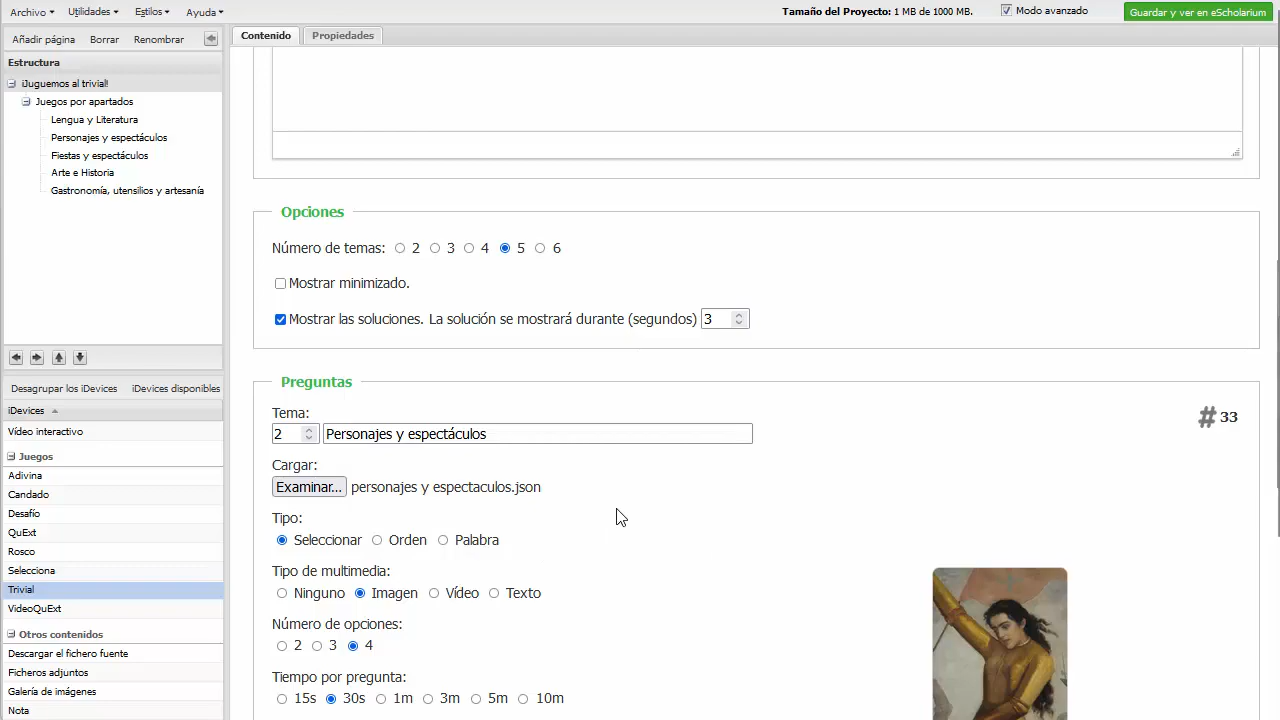 Archivo Utilidades Estilos Ayuda Tamaño del Proyecto: 1 MB de 1000 MB. Modo avanzado Guardar y ver en eScholarium
Añadir página Borrar Renombrar
Contenido Propiedades
Estructura
¡Juguemos al trivial!
Juegos por apartados
Lengua y Literatura
Personajes y espectáculos
Fiestas y espectáculos
Arte e Historia
Gastronomía, utensilios y artesanía
Desagrupar los iDevices iDevices disponibles
iDevices
Vídeo interactivo
Juegos
Adivina
Candado
Desafío
QuExt
Rosco
Selecciona
Trivial
VideoQuExt
Otros contenidos
Descargar el fichero fuente
Ficheros adjuntos
Galería de imágenes
Nota
Opciones
Número de temas: 2 3 4 5 6
Mostrar minimizado.
Mostrar las soluciones. La solución se mostrará durante (segundos) 3
Preguntas
Tema:
# 33
2 Personajes y espectáculos
Cargar:
Examinar... personajes y espectaculos.json
Tipo:
Seleccionar Orden Palabra
Tipo de multimedia:
Ninguno Imagen Vídeo Texto
Número de opciones:
2 3 4
Tiempo por pregunta:
15s 30s 1m 3m 5m 10m